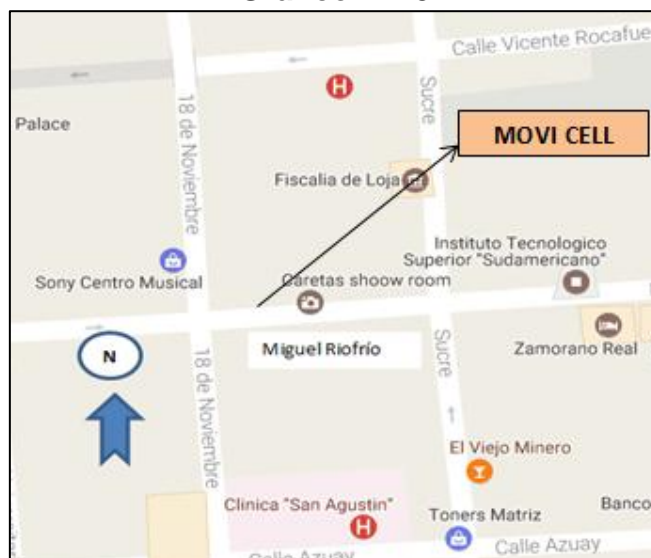 Calle Vicente Rocafue
18 de Noviembre
Sucre
Palace
MOVI CELL
Fiscalia de Loja
Instituto Tecnologico
Superior "Sudamericano"
Sony Centro Musical
Caretas shoow room
N
Miguel Riofrío
Zamorano Real
18 de Noviembre
Sucre
El Viejo Minero
Clinica "San Agustin"
Toners Matriz
Banco
Calle Azuay
Calle Azuay